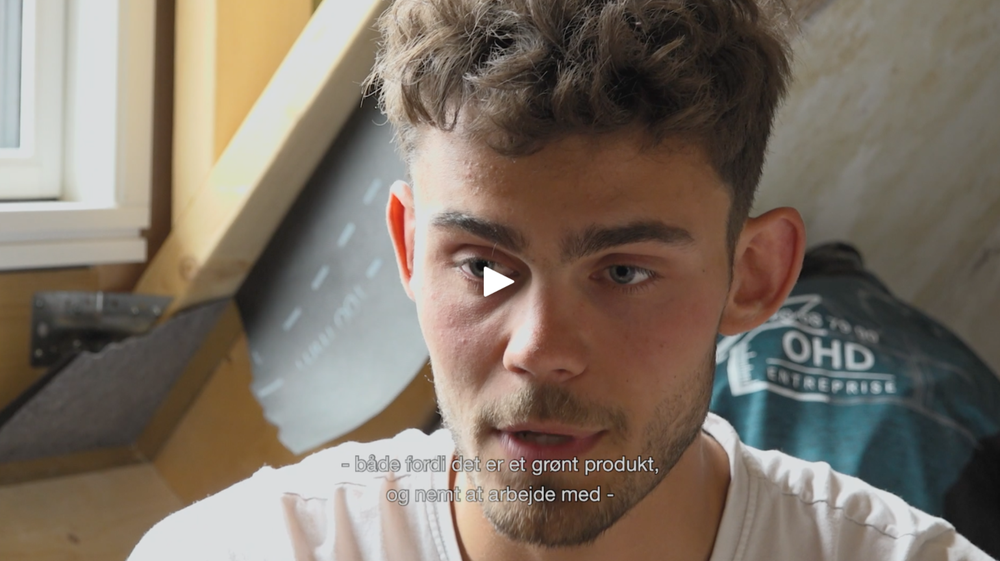 OHD
ENTREPRISE
- både fordi det er et grønt produkt,
og nemt at arbejde med -